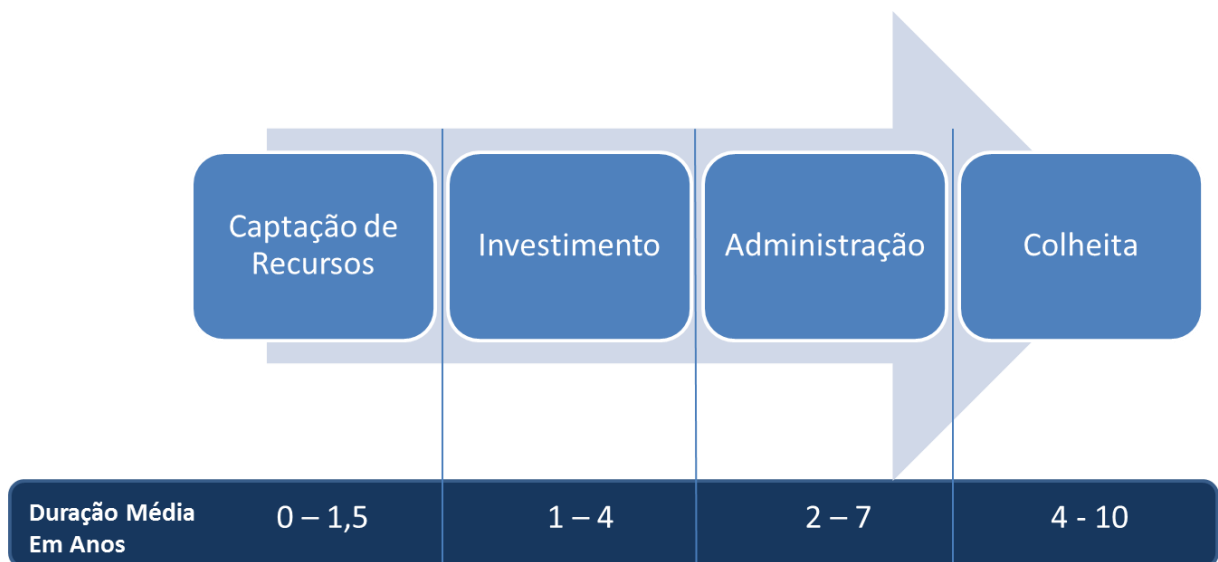 Captação de
Recursos
Investimento
Administração
Colheita
Duração Média
Em Anos
0 – 1,5
1 – 4
2 – 7
4 - 10